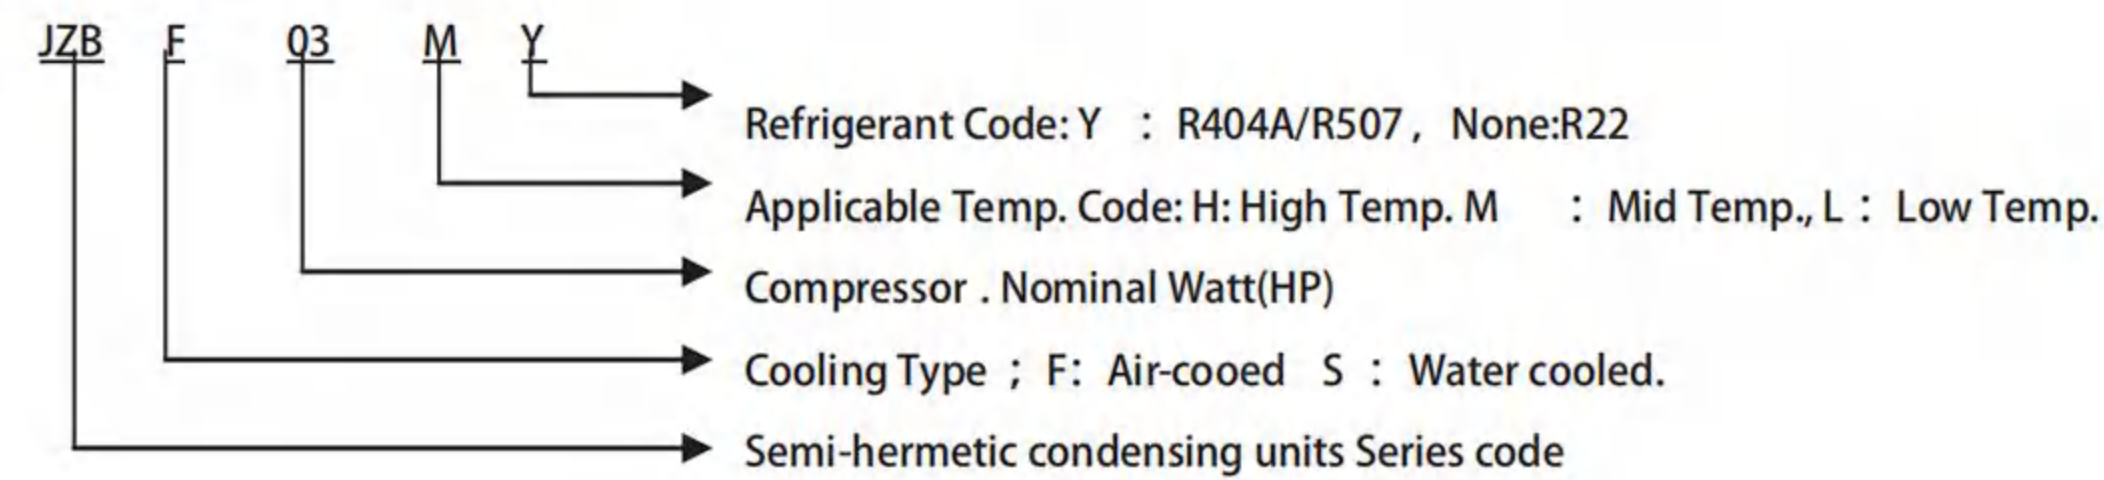 JZB F 03 M Y
Refrigerant Code: Y : R404A/R507, None:R22
Applicable Temp. Code: H: High Temp. M : Mid Temp., L : Low Temp.
Compressor . Nominal Watt(HP)
Cooling Type ; F: Air-cooed S : Water cooled.
Semi-hermetic condensing units Series code